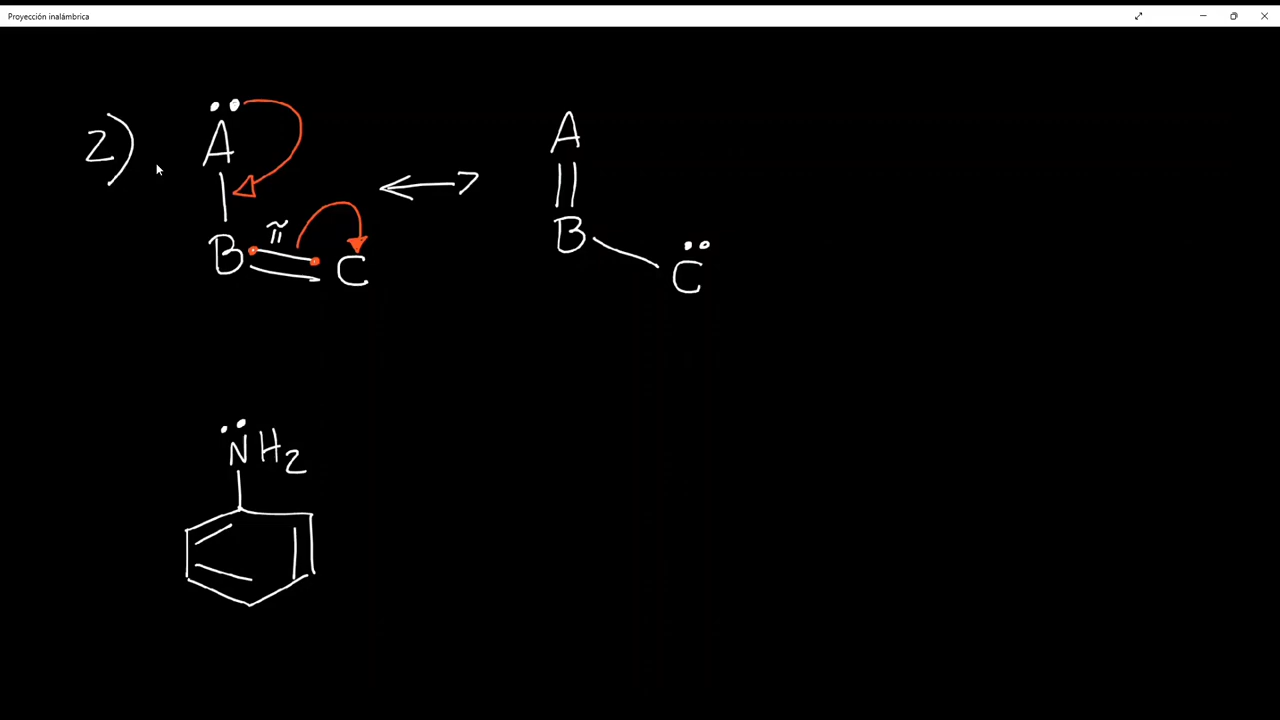 Proyección inalámbrica
2). A A
B π C B C
NH2